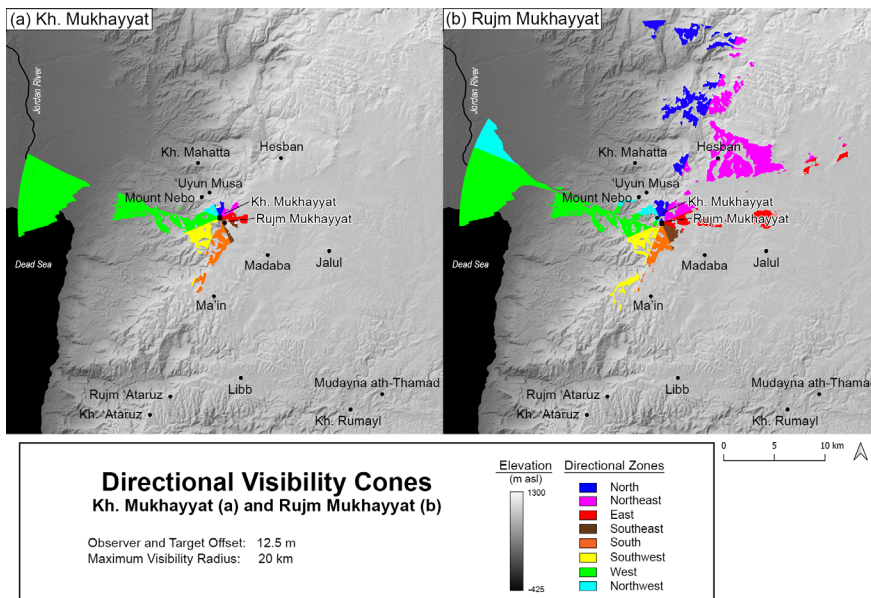 (a) Kh. Mukhayyat
Jordan River
Kh. Mahatta
Hesban
'Uyun Musa
Mount Nebo
Kh. Mukhayyat
Rujm Mukhayyat
Dead Sea
Madaba
Jalul
Ma'in
Libb
Rujm 'Ataruz
Mudayna ath-Thamad
Kh. 'Ataruz
Kh. Rumayl
(b) Rujm Mukhayyat
Jordan River
Kh. Mahatta
Hesban
'Uyun Musa
Mount Nebo
Kh. Mukhayyat
Rujm Mukhayyat
Dead Sea
Madaba
Jalul
Ma'in
Libb
Rujm 'Ataruz
Mudayna ath-Thamad
Kh. 'Ataruz
Kh. Rumayl
0 5 10 km
Directional Visibility Cones
Kh. Mukhayyat (a) and Rujm Mukhayyat (b)
Observer and Target Offset: 12.5 m
Maximum Visibility Radius: 20 km
Elevation
(m asl)
1300
-425
Directional Zones
North
Northeast
East
Southeast
South
Southwest
West
Northwest